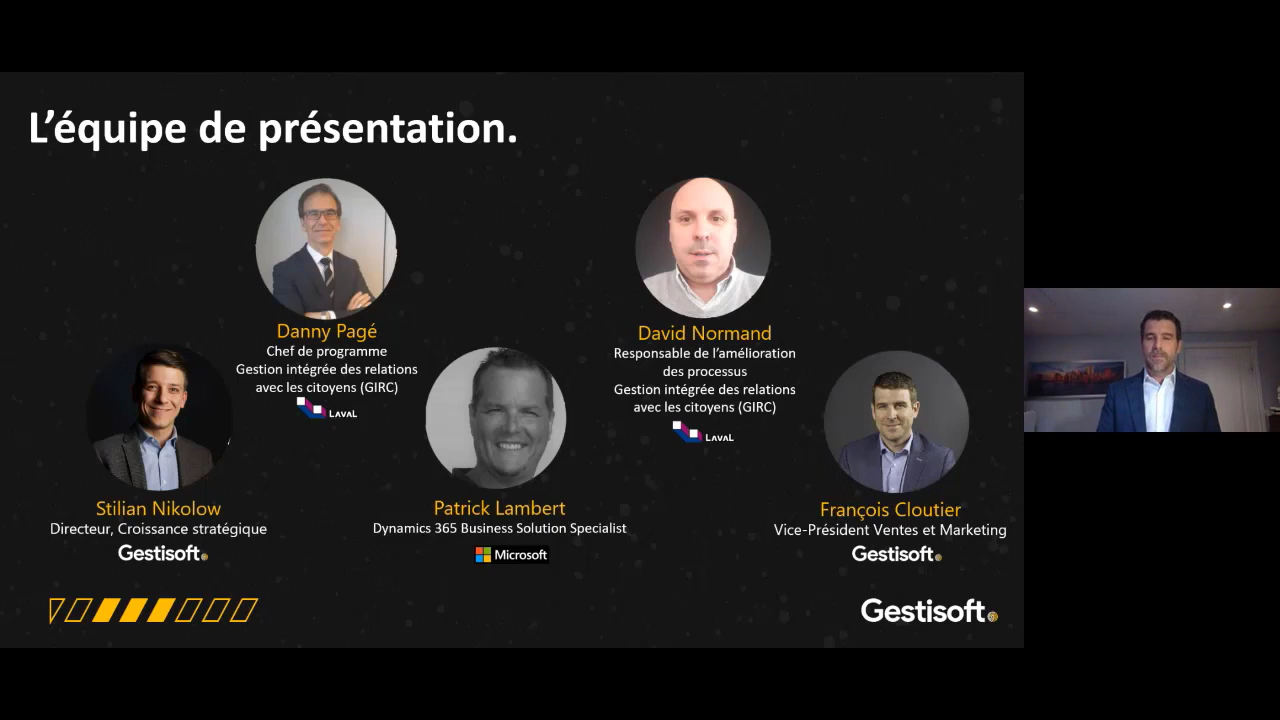 L'équipe de présentation.
Danny Pagé
Chef de programme
Gestion intégrée des relations
avec les citoyens (GIRC)
LAVAL
David Normand
Responsable de l'amélioration
des processus
Gestion intégrée des relations
avec les citoyens (GIRC)
LAVAL
Stilian Nikolow
Directeur, Croissance stratégique
Gestisoft
Patrick Lambert
Dynamics 365 Business Solution Specialist
Microsoft
François Cloutier
Vice-Président Ventes et Marketing
Gestisoft
Gestisoft